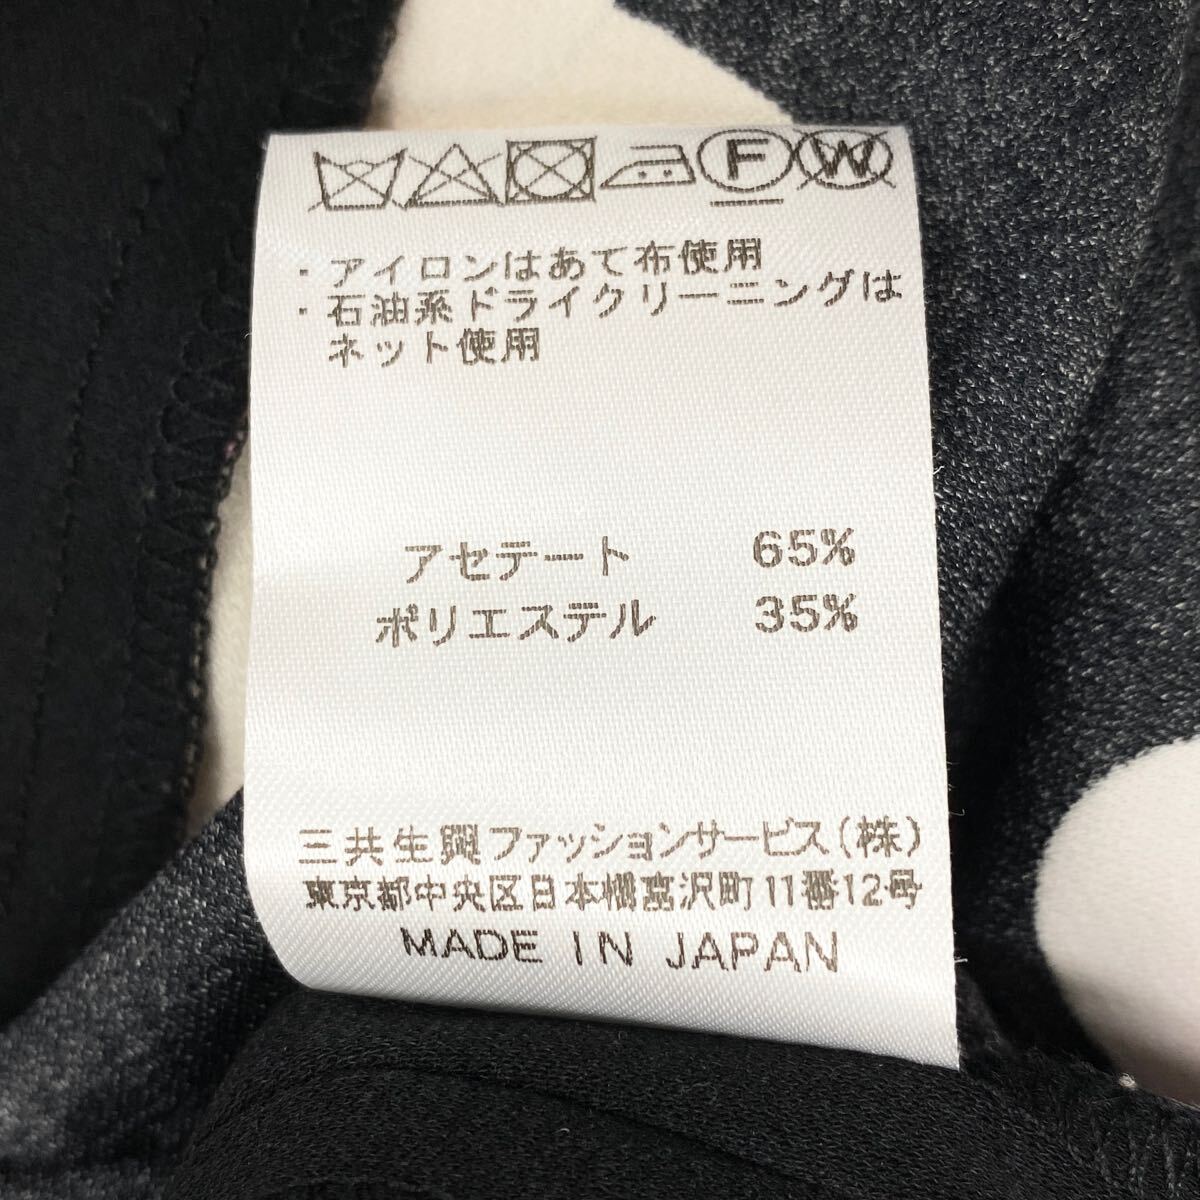 F W
・アイロンはあて布使用
・石油系ドライクリーニングは
ネット使用
アセテート 65%
ポリエステル 35%
三共生興ファッションサービス(株)
東京都中央区日本橋富沢町11番12号
MADE IN JAPAN